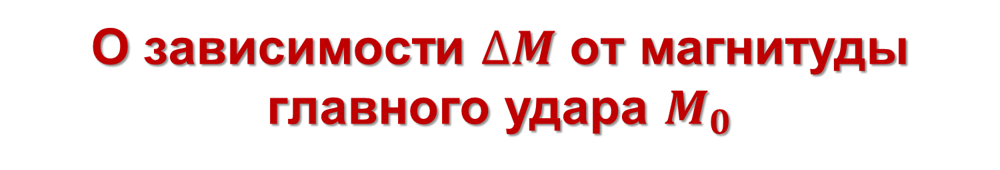 О зависимости ΔM от магнитуды
главного удара M₀